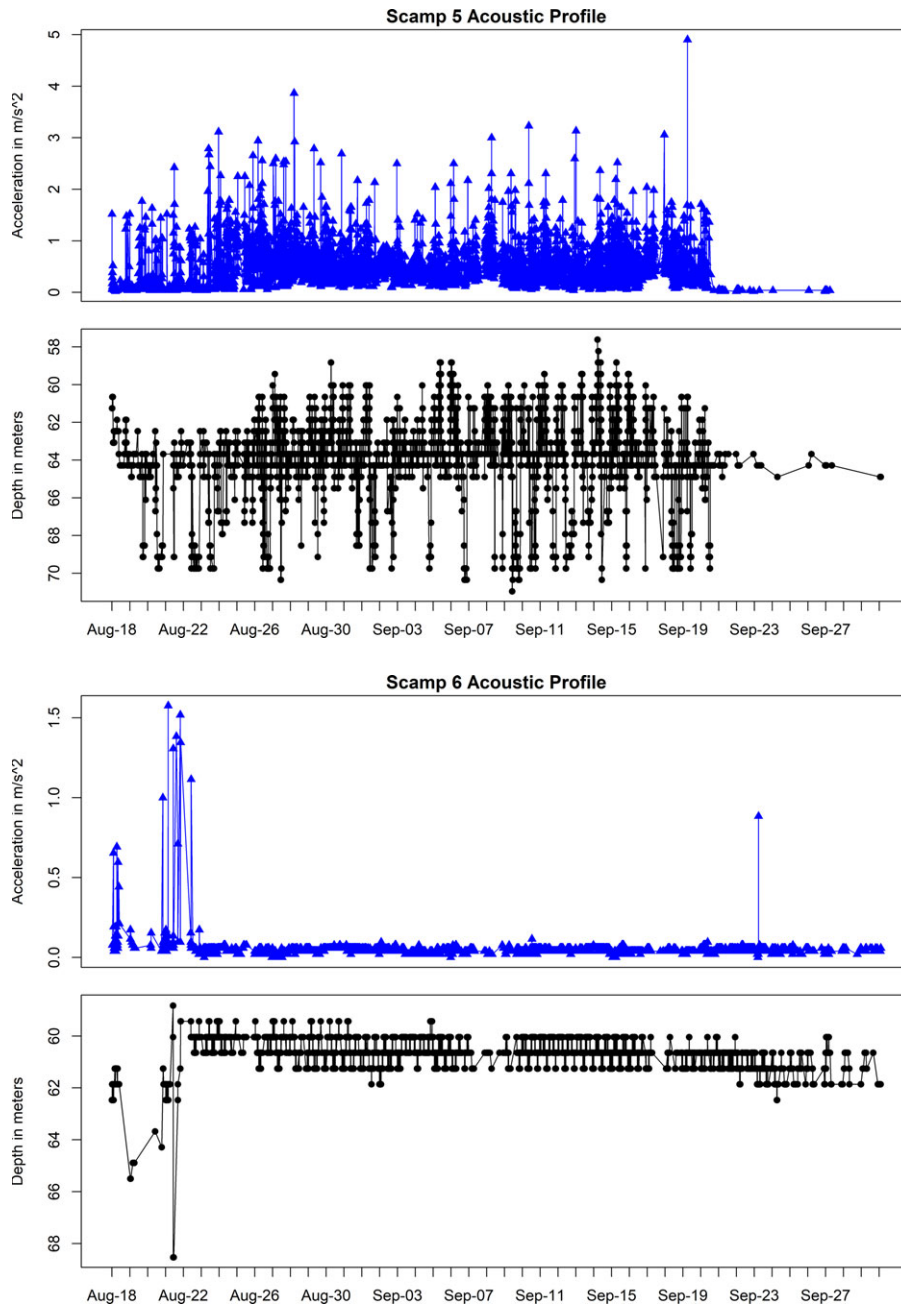 Scamp 5 Acoustic Profile
Acceleration in m/s^2
5
4
3
2
1
0
Depth in meters
58
60
62
64
66
68
70
Aug-18 Aug-22 Aug-26 Aug-30 Sep-03 Sep-07 Sep-11 Sep-15 Sep-19 Sep-23 Sep-27
Scamp 6 Acoustic Profile
Acceleration in m/s^2
1.5
1.0
0.5
0.0
Depth in meters
60
62
64
66
68
Aug-18 Aug-22 Aug-26 Aug-30 Sep-03 Sep-07 Sep-11 Sep-15 Sep-19 Sep-23 Sep-27